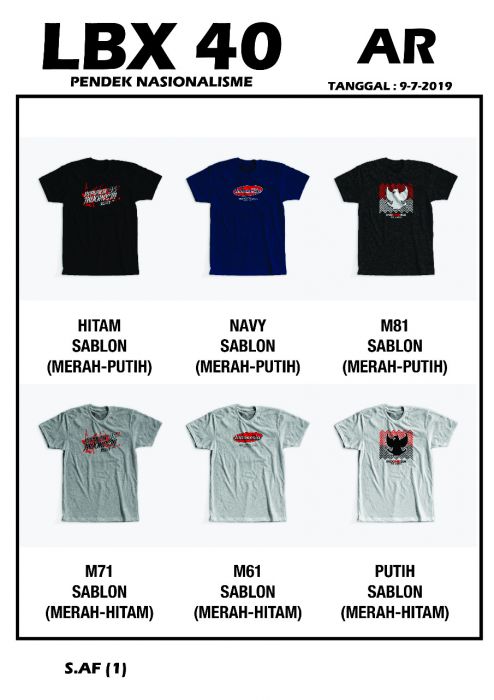 LBX 40
AR
PENDEK NASIONALISME
TANGGAL : 9-7-2019
HITAM
SABLON
(MERAH-PUTIH)
NAVY
SABLON
(MERAH-PUTIH)
M81
SABLON
(MERAH-PUTIH)
M71
SABLON
(MERAH-HITAM)
M61
SABLON
(MERAH-HITAM)
PUTIH
SABLON
(MERAH-HITAM)
S.AF (1)